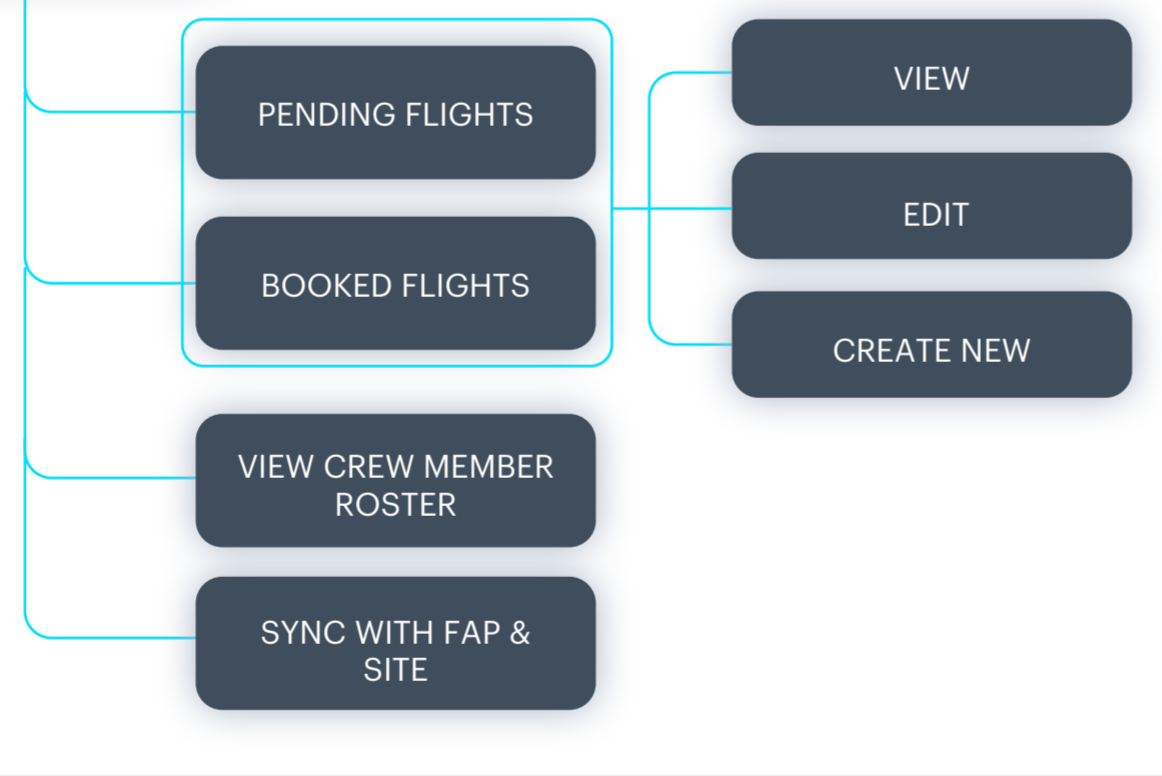 PENDING FLIGHTS
BOOKED FLIGHTS
VIEW CREW MEMBER
ROSTER
SYNC WITH FAP &
SITE
VIEW
EDIT
CREATE NEW